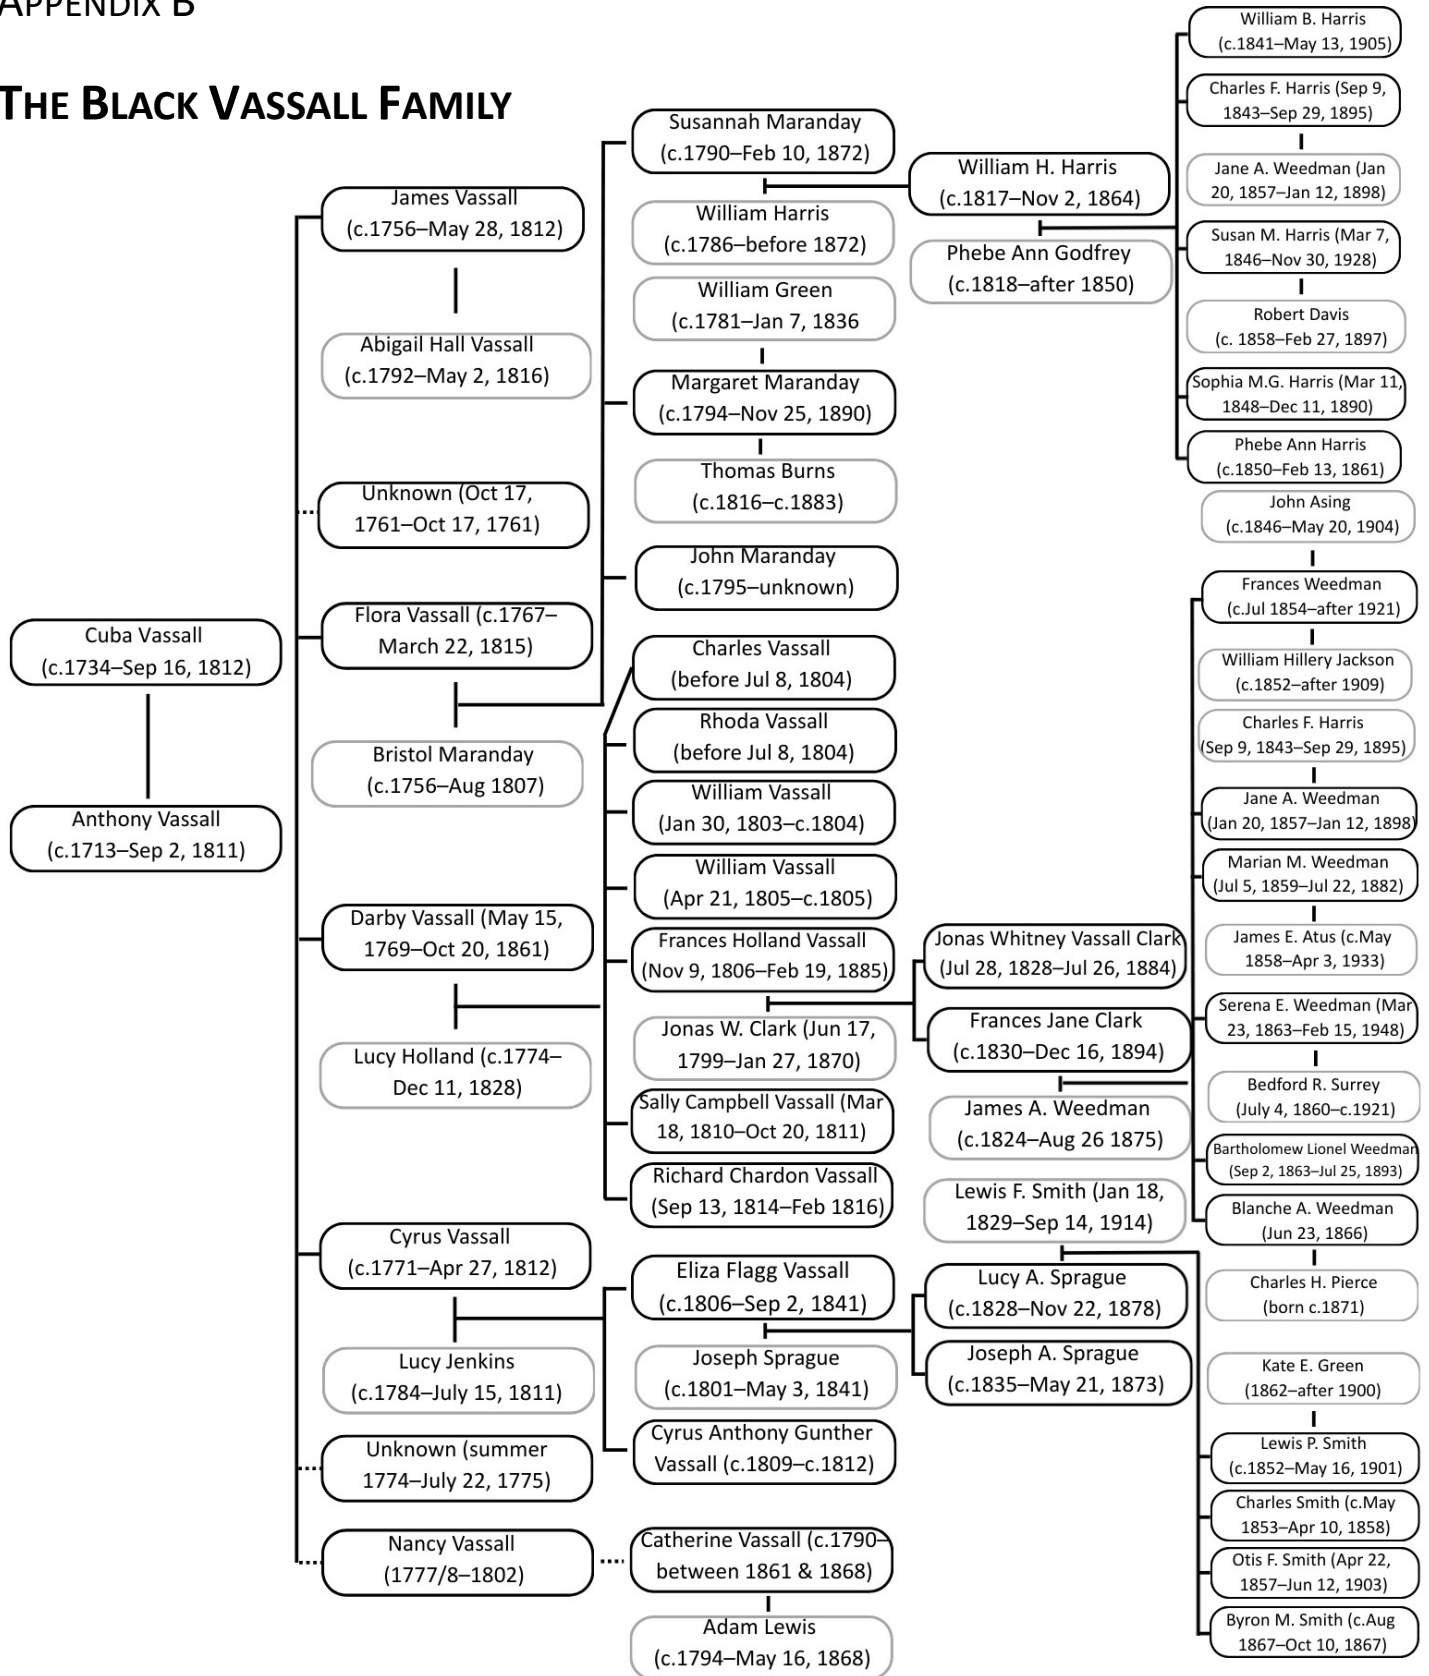 APPENDIX B
THE BLACK VASSALL FAMILY
Cuba Vassall
(c.1734–Sep 16, 1812)
Anthony Vassall
(c.1713–Sep 2, 1811)
James Vassall
(c.1756–May 28, 1812)
Abigail Hall Vassall
(c.1792–May 2, 1816)
Unknown (Oct 17,
1761–Oct 17, 1761)
Flora Vassall (c.1767–
March 22, 1815)
Bristol Maranday
(c.1756–Aug 1807)
Darby Vassall (May 15,
1769–Oct 20, 1861)
Lucy Holland (c.1774–
Dec 11, 1828)
Cyrus Vassall
(c.1771–Apr 27, 1812)
Lucy Jenkins
(c.1784–July 15, 1811)
Unknown (summer
1774–July 22, 1775)
Nancy Vassall
(1777/8–1802)
Susannah Maranday
(c.1790–Feb 10, 1872)
William Harris
(c.1786–before 1872)
William Green
(c.1781–Jan 7, 1836
Margaret Maranday
(c.1794–Nov 25, 1890)
Thomas Burns
(c.1816–c.1883)
John Maranday
(c.1795–unknown)
Charles Vassall
(before Jul 8, 1804)
Rhoda Vassall
(before Jul 8, 1804)
William Vassall
(Jan 30, 1803–c.1804)
William Vassall
(Apr 21, 1805–c.1805)
Frances Holland Vassall
(Nov 9, 1806–Feb 19, 1885)
Jonas W. Clark (Jun 17,
1799–Jan 27, 1870)
Sally Campbell Vassall (Mar
18, 1810–Oct 20, 1811)
Richard Chardon Vassall
(Sep 13, 1814–Feb 1816)
Eliza Flagg Vassall
(c.1806–Sep 2, 1841)
Joseph Sprague
(c.1801–May 3, 1841)
Cyrus Anthony Gunther
Vassall (c.1809–c.1812)
Catherine Vassall (c.1790–
between 1861 & 1868)
Adam Lewis
(c.1794–May 16, 1868)
William H. Harris
(c.1817–Nov 2, 1864)
Phebe Ann Godfrey
(c.1818–after 1850)
Jonas Whitney Vassall Clark
(Jul 28, 1828–Jul 26, 1884)
Frances Jane Clark
(c.1830–Dec 16, 1894)
James A. Weedman
(c.1824–Aug 26 1875)
Lewis F. Smith (Jan 18,
1829–Sep 14, 1914)
Lucy A. Sprague
(c.1828–Nov 22, 1878)
Joseph A. Sprague
(c.1835–May 21, 1873)
William B. Harris
(c.1841–May 13, 1905)
Charles F. Harris (Sep 9,
1843–Sep 29, 1895)
Jane A. Weedman (Jan
20, 1857–Jan 12, 1898)
Susan M. Harris (Mar 7,
1846–Nov 30, 1928)
Robert Davis
(c. 1858–Feb 27, 1897)
Sophia M.G. Harris (Mar 11,
1848–Dec 11, 1890)
Phebe Ann Harris
(c.1850–Feb 13, 1861)
John Asing
(c.1846–May 20, 1904)
Frances Weedman
(c.Jul 1854–after 1921)
William Hillery Jackson
(c.1852–after 1909)
Charles F. Harris
(Sep 9, 1843–Sep 29, 1895)
Jane A. Weedman
(Jan 20, 1857–Jan 12, 1898)
Marian M. Weedman
(Jul 5, 1859–Jul 22, 1882)
James E. Atus (c.May
1858–Apr 3, 1933)
Serena E. Weedman (Mar
23, 1863–Feb 15, 1948)
Bedford R. Surrey
(July 4, 1860–c.1921)
Bartholomew Lionel Weedman
(Sep 2, 1863–Jul 25, 1893)
Blanche A. Weedman
(Jun 23, 1866)
Charles H. Pierce
(born c.1871)
Kate E. Green
(1862–after 1900)
Lewis P. Smith
(c.1852–May 16, 1901)
Charles Smith (c.May
1853–Apr 10, 1858)
Otis F. Smith (Apr 22,
1857–Jun 12, 1903)
Byron M. Smith (c.Aug
1867–Oct 10, 1867)